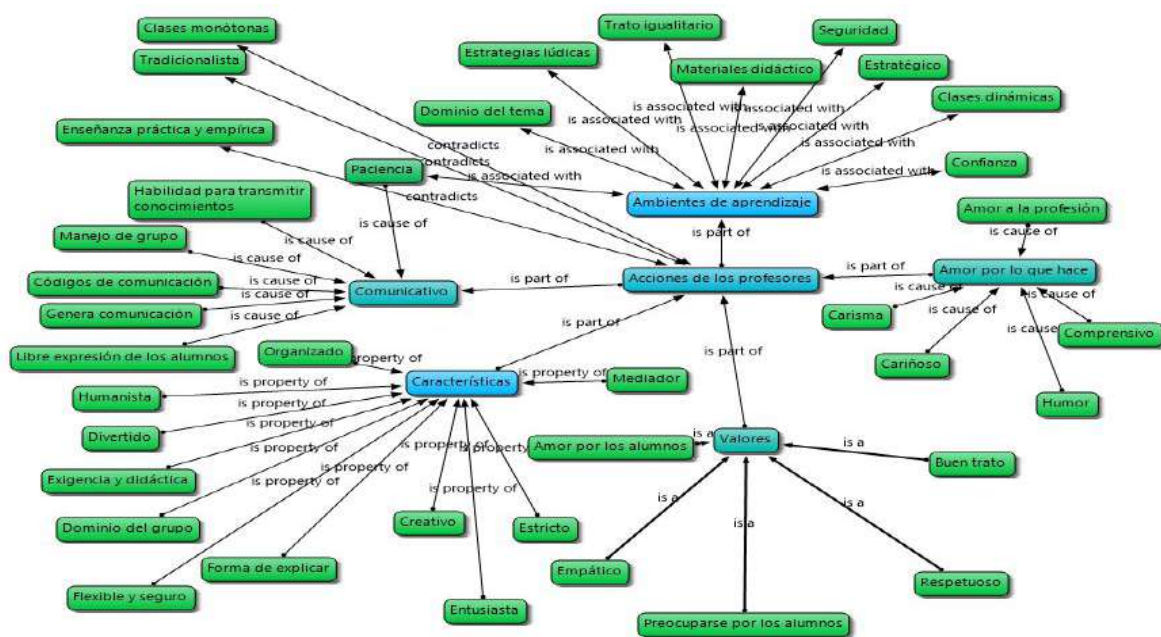 Clases monótonas
Tradicionalista
Enseñanza práctica y empírica
Habilidad para transmitir
conocimientos
Paciencia
Manejo de grupo
Códigos de comunicación
Genera comunicación
Libre expresión de los alumnos
Comunicativo
is cause of
is cause of
is cause of
is cause of
is cause of
is cause of
contradicts
contradicts
contradicts
Trato igualitario
Seguridad
Estrategias lúdicas
Materiales didáctico
Estratégico
Dominio del tema
Clases dinámicas
Confianza
is associated with
is associated with
is associated with
is associated with
is associated with
is associated with
is associated with
is associated with
is associated with
Ambientes de aprendizaje
is part of
Acciones de los profesores
is part of
is part of
is part of
is part of
Amor a la profesión
is cause of
Amor por lo que hace
is cause of
is cause of
is cause
Carisma
Cariñoso
Comprensivo
Humor
Organizado
property of
Características
is property of
Mediador
is property of
Humanista
is property of
Divertido
is property of
Exigencia y didáctica
is property of
is property of
Dominio del grupo
Flexible y seguro
Forma de explicar
is property of
is property of
Creativo
Estricto
Entusiasta
Amor por los alumnos
is a
Valores
is a
Buen trato
is a
is a
is a
Empático
Respetuoso
Preocuparse por los alumnos